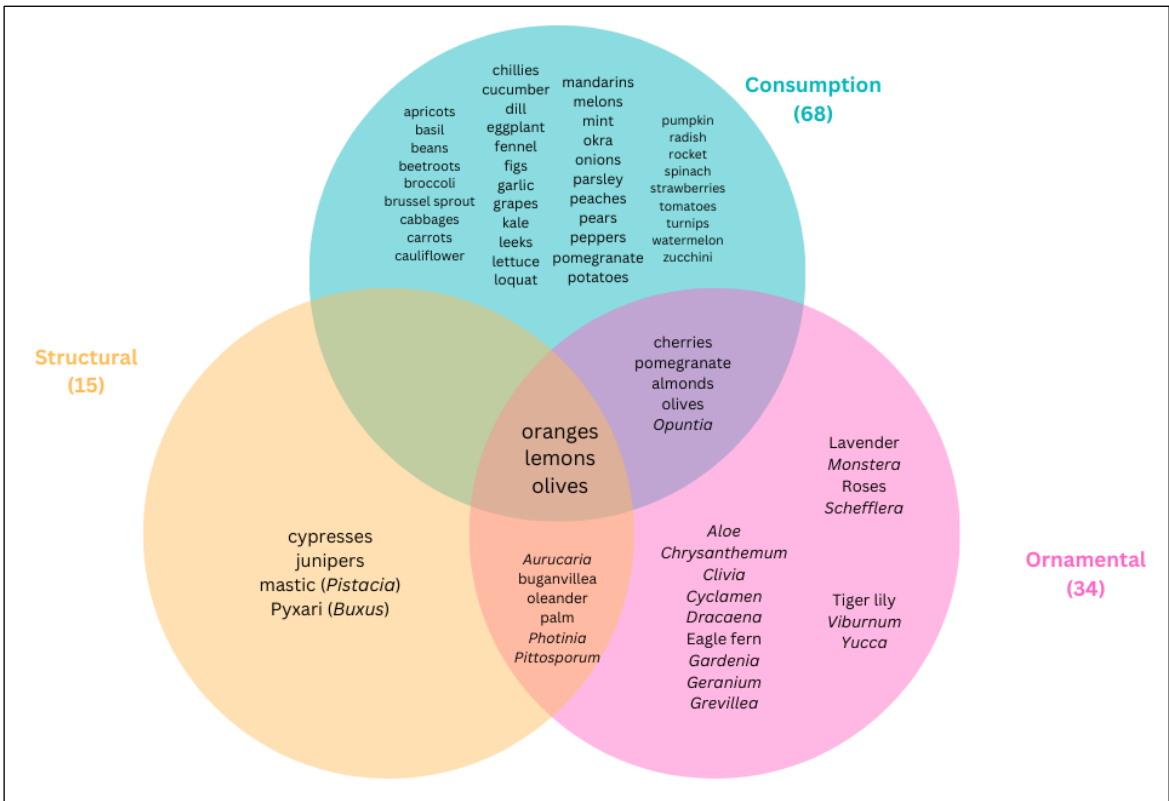 Consumption
(68)
apricots
basil
beans
beetroots
broccoli
brussel sprout
cabbages
carrots
cauliflower
chillies
cucumber
dill
eggplant
fennel
figs
garlic
grapes
kale
leeks
lettuce
loquat
mandarins
melons
mint
okra
onions
parsley
peaches
pears
peppers
pomegranate
potatoes
pumpkin
radish
rocket
spinach
strawberries
tomatoes
turnips
watermelon
zucchini
Structural
(15)
cherries
pomegranate
almonds
olives
Opuntia
oranges
lemons
olives
cypresses
junipers
mastic (Pistacia)
Pyxari (Buxus)
Aurucaria
buganvillea
oleander
palm
Photinia
Pittosporum
Ornamental
(34)
Aloe
Chrysanthemum
Clivia
Cyclamen
Dracaena
Eagle fern
Gardenia
Geranium
Grevillea
Lavender
Monstera
Roses
Schefflera
Tiger lily
Viburnum
Yucca